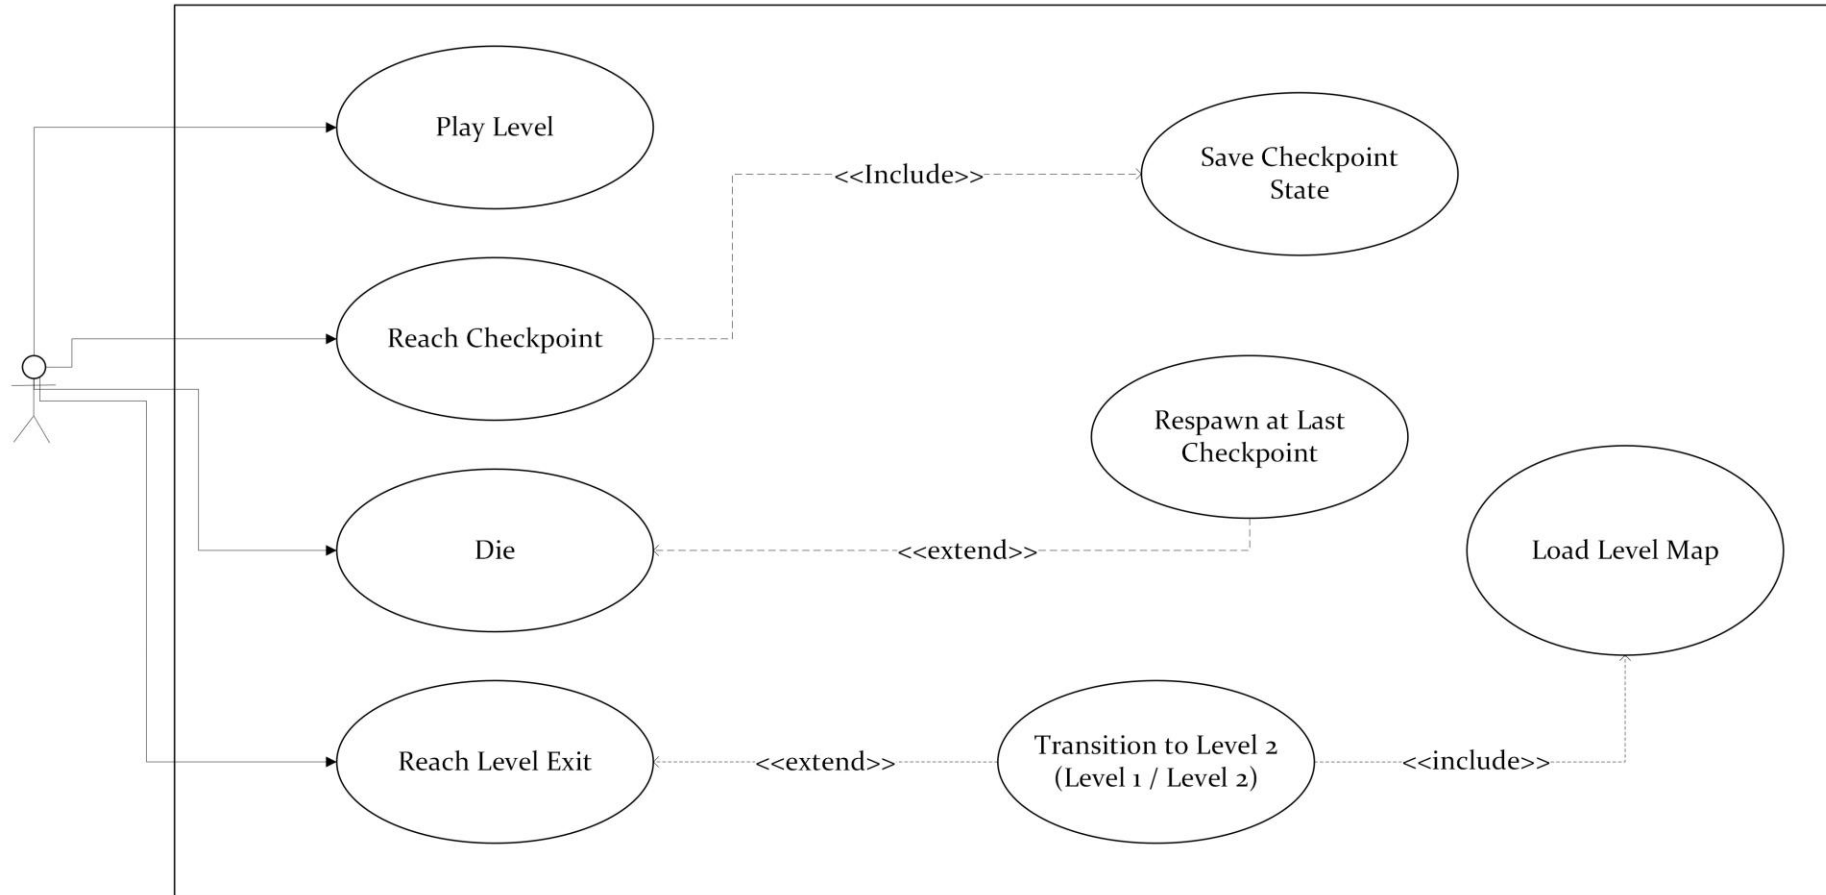 Play Level
<<Include>>
Save Checkpoint
State
Reach Checkpoint
Respawn at Last
Checkpoint
Die
<<extend>>
Load Level Map
Reach Level Exit
<<extend>>
Transition to Level 2
(Level 1 / Level 2)
<<include>>